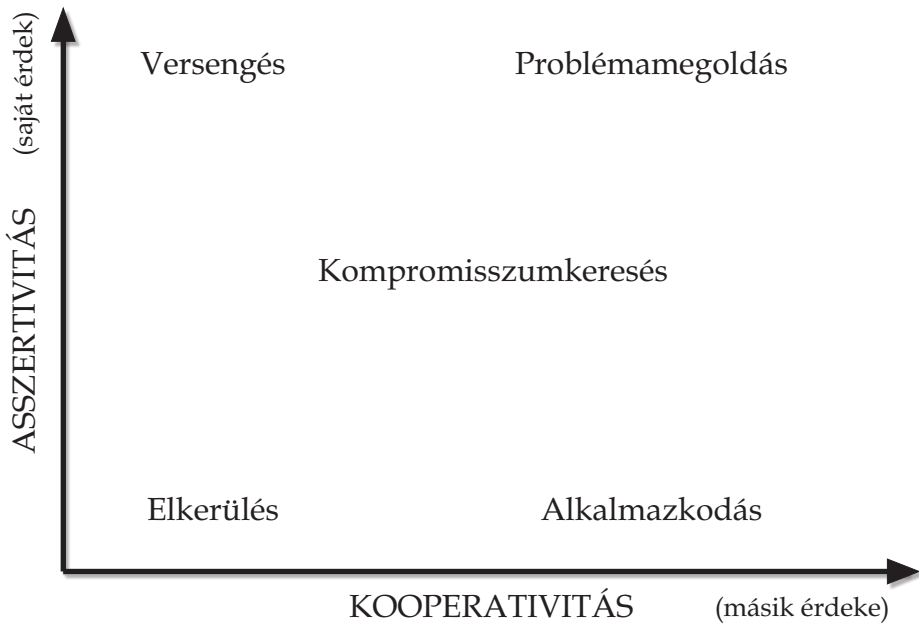 Versengés
Problémamegoldás
(saját érdek)
ASSZERTIVITÁS
Kompromisszumkeresés
Elkerülés
Alkalmazkodás
KOOPERATIVITÁS
(másik érdeke)